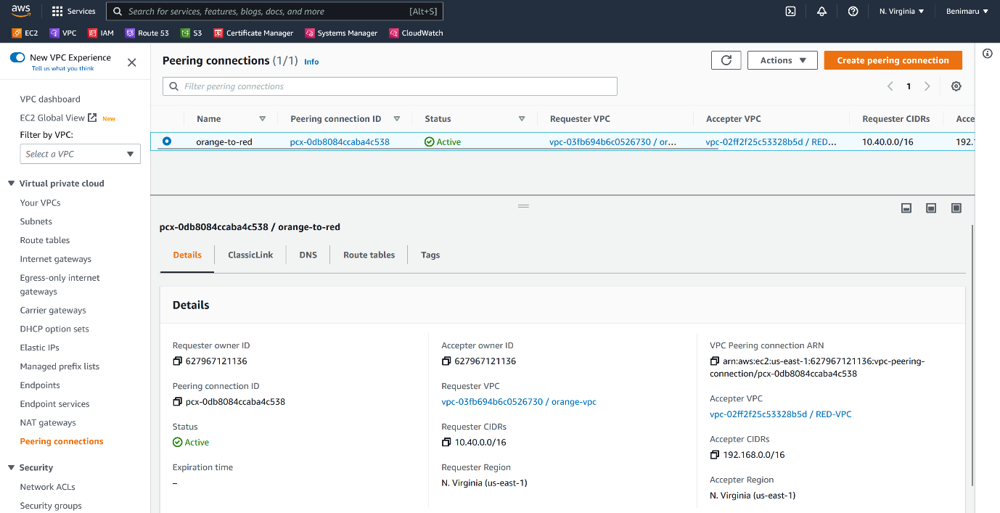 aws
Services
Search for services, features, blogs, docs, and more
[Alt+S]
N. Virginia
Benimaru
EC2
VPC
IAM
Route 53
S3
Certificate Manager
Systems Manager
CloudWatch
New VPC Experience
Tell us what you think
VPC dashboard
EC2 Global View New
Filter by VPC:
Select a VPC
Virtual private cloud
Your VPCs
Subnets
Route tables
Internet gateways
Egress-only internet
gateways
Carrier gateways
DHCP option sets
Elastic IPs
Managed prefix lists
Endpoints
Endpoint services
NAT gateways
Peering connections
Security
Network ACLs
Security groups
Peering connections (1/1) Info
Actions
Create peering connection
Filter peering connections
1
Name
Peering connection ID
Status
Requester VPC
Accepter VPC
Requester CIDRs
Acce
orange-to-red
pcx-0db8084ccaba4c538
Active
vpc-03fb694b6c0526730 / or...
vpc-02ff2f25c53328b5d / RED...
10.40.0.0/16
192.
pcx-0db8084ccaba4c538 / orange-to-red
Details
ClassicLink
DNS
Route tables
Tags
Details
Requester owner ID
627967121136
Peering connection ID
pcx-0db8084ccaba4c538
Status
Active
Expiration time
–
Accepter owner ID
627967121136
Requester VPC
vpc-03fb694b6c0526730 / orange-vpc
Requester CIDRs
10.40.0.0/16
Requester Region
N. Virginia (us-east-1)
VPC Peering connection ARN
arn:aws:ec2:us-east-1:627967121136:vpc-peering-
connection/pcx-0db8084ccaba4c538
Accepter VPC
vpc-02ff2f25c53328b5d / RED-VPC
Accepter CIDRs
192.168.0.0/16
Accepter Region
N. Virginia (us-east-1)